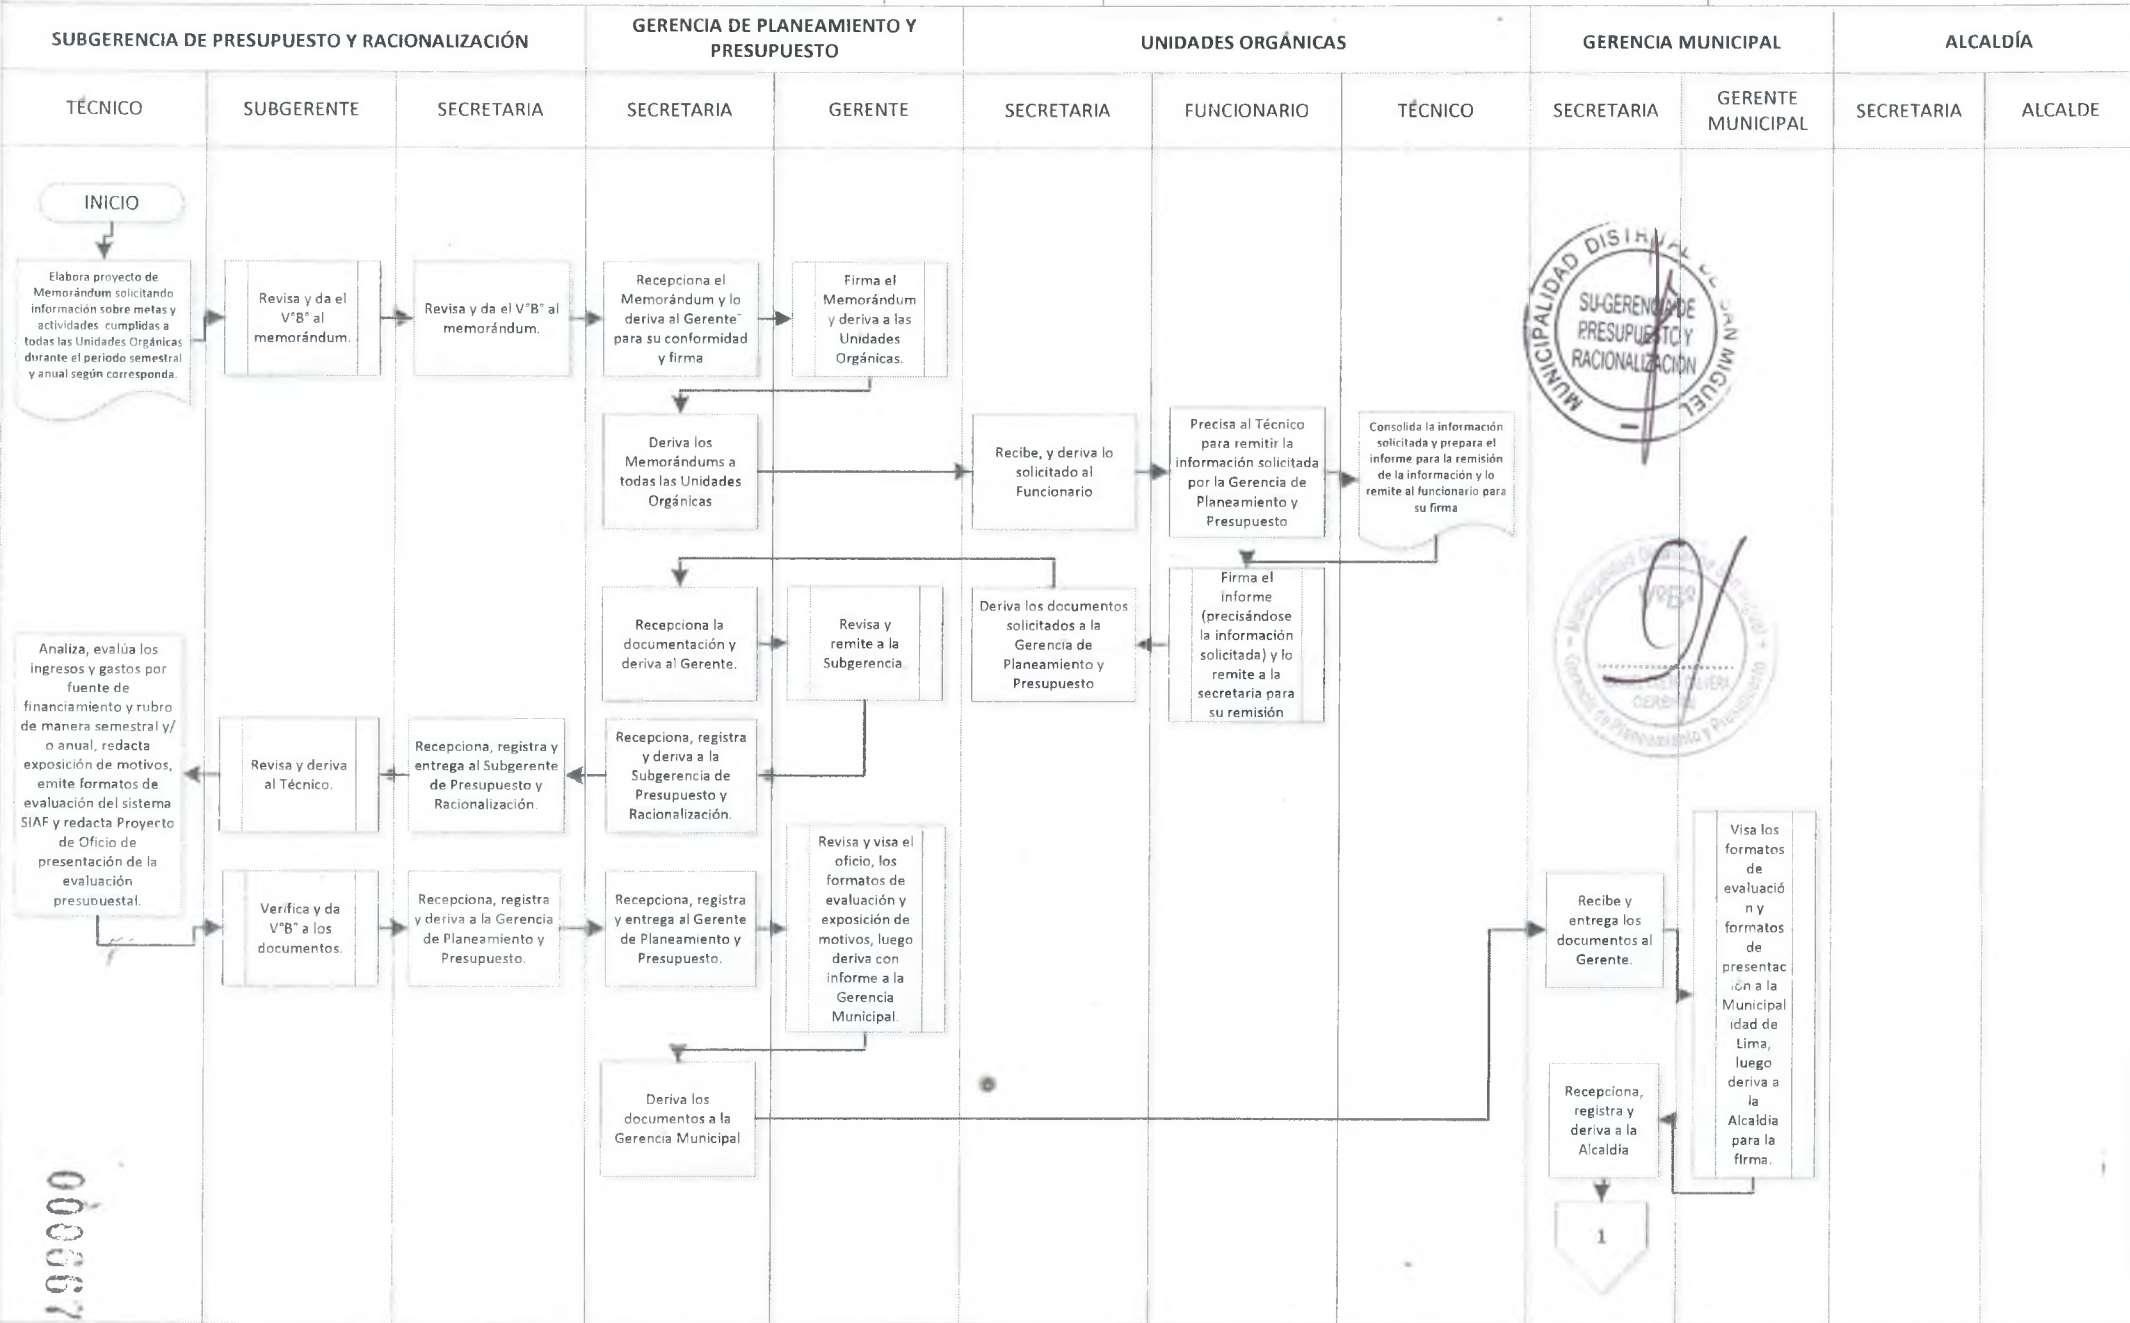 SUBGERENCIA DE PRESUPUESTO Y RACIONALIZACIÓN
GERENCIA DE PLANEAMIENTO Y
PRESUPUESTO
UNIDADES ORGÁNICAS
GERENCIA MUNICIPAL
ALCALDÍA
TÉCNICO
SUBGERENTE
SECRETARIA
SECRETARIA
GERENTE
SECRETARIA
FUNCIONARIO
TÉCNICO
SECRETARIA
GERENTE
MUNICIPAL
SECRETARIA
ALCALDE
INICIO
Elabora proyecto de
Memorándum solicitando
información sobre metas y
actividades cumplidas a
todas las Unidades Orgánicas
durante el periodo semestral
y anual según corresponda.
Revisa y da el
V°B° al
memorándum.
Revisa y da el V°B° al
memorándum.
Recepciona el
Memorándum y lo
deriva al Gerente
para su conformidad
y firma
Firma el
Memorándum
y deriva a las
Unidades
Orgánicas.
MUNICIPALIDAD DISTRITAL DE SAN MIGUEL
SU-GERENCIA DE
PRESUPUESTO Y
RACIONALIZACIÓN
Deriva los
Memorándums a
todas las Unidades
Orgánicas
Recibe, y deriva lo
solicitado al
Funcionario
Precisa al Técnico
para remitir la
información solicitada
por la Gerencia de
Planeamiento y
Presupuesto
Consolida la información
solicitada y prepara el
informe para la remisión
de la información y lo
remite al funcionario para
su firma
Firma el
informe
(precisándose
la información
solicitada) y lo
remite a la
secretaria para
su remisión
Deriva los documentos
solicitados a la
Gerencia de
Planeamiento y
Presupuesto
Recepciona la
documentación y
deriva al Gerente.
Revisa y
remite a la
Subgerencia
V°B°
GERENTE
Gerencia de Planeamiento y Presupuesto
Recepciona, registra
y deriva a la
Subgerencia de
Presupuesto y
Racionalización.
Recepciona, registra y
entrega al Subgerente
de Presupuesto y
Racionalización.
Revisa y deriva
al Técnico.
Analiza, evalúa los
ingresos y gastos por
fuente de
financiamiento y rubro
de manera semestral y/
o anual, redacta
exposición de motivos,
emite formatos de
evaluación del sistema
SIAF y redacta Proyecto
de Oficio de
presentación de la
evaluación
presupuestal.
Verifica y da
V°B° a los
documentos.
Recepciona, registra
y deriva a la Gerencia
de Planeamiento y
Presupuesto.
Recepciona, registra
y entrega al Gerente
de Planeamiento y
Presupuesto.
Revisa y visa el
oficio, los
formatos de
evaluación y
exposición de
motivos, luego
deriva con
informe a la
Gerencia
Municipal.
Deriva los
documentos a la
Gerencia Municipal
Recibe y
entrega los
documentos al
Gerente.
Visa los
formatos
de
evaluació
n y
formatos
de
presentac
ión a la
Municipal
idad de
Lima,
luego
deriva a
la
Alcaldía
para la
firma.
Recepciona,
registra y
deriva a la
Alcaldía
1
000667